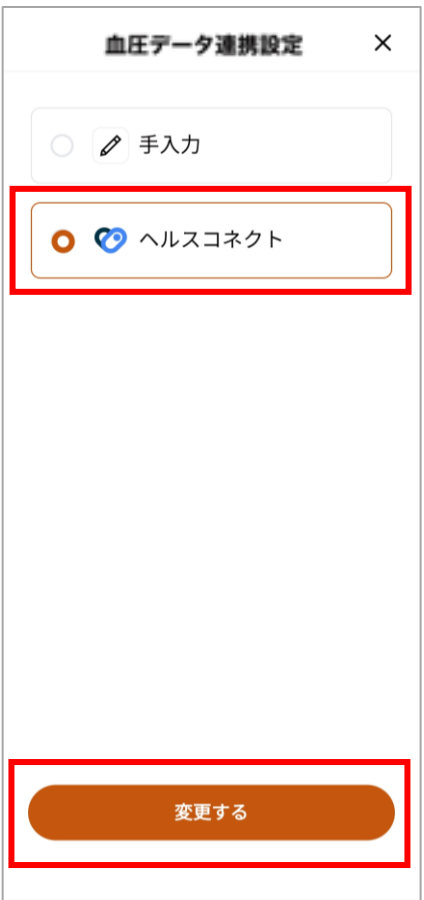 血圧データ連携設定
手入力
ヘルスコネクト
変更する